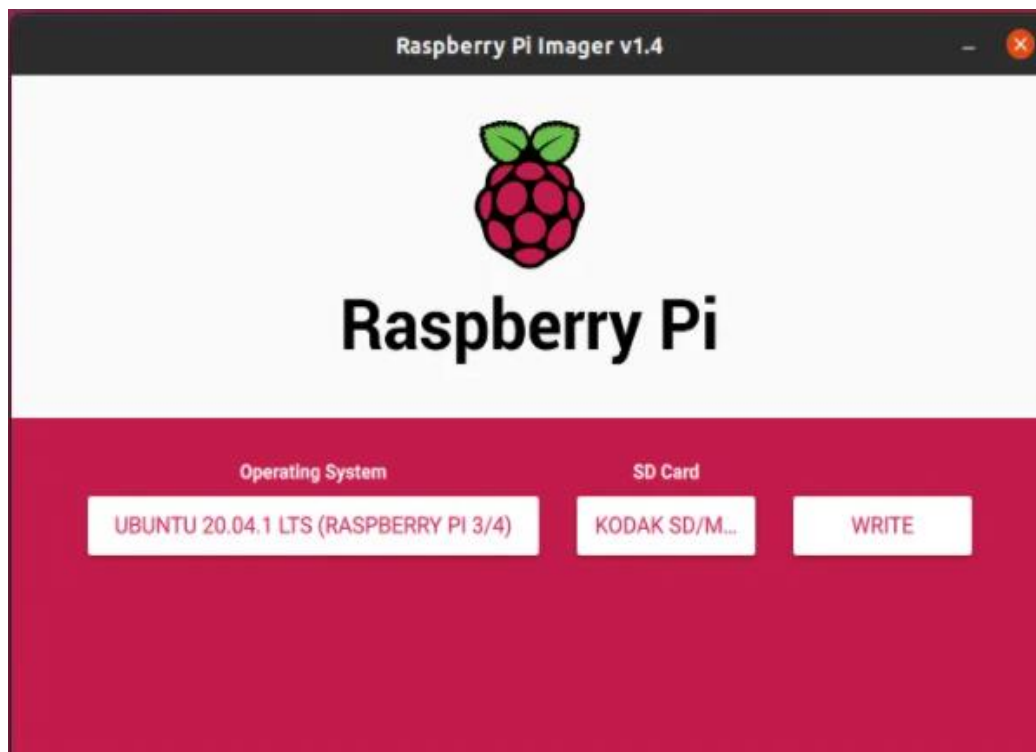 Raspberry Pi Imager v1.4
Raspberry Pi
Operating System
SD Card
UBUNTU 20.04.1 LTS (RASPBERRY PI 3/4)
KODAK SD/M...
WRITE